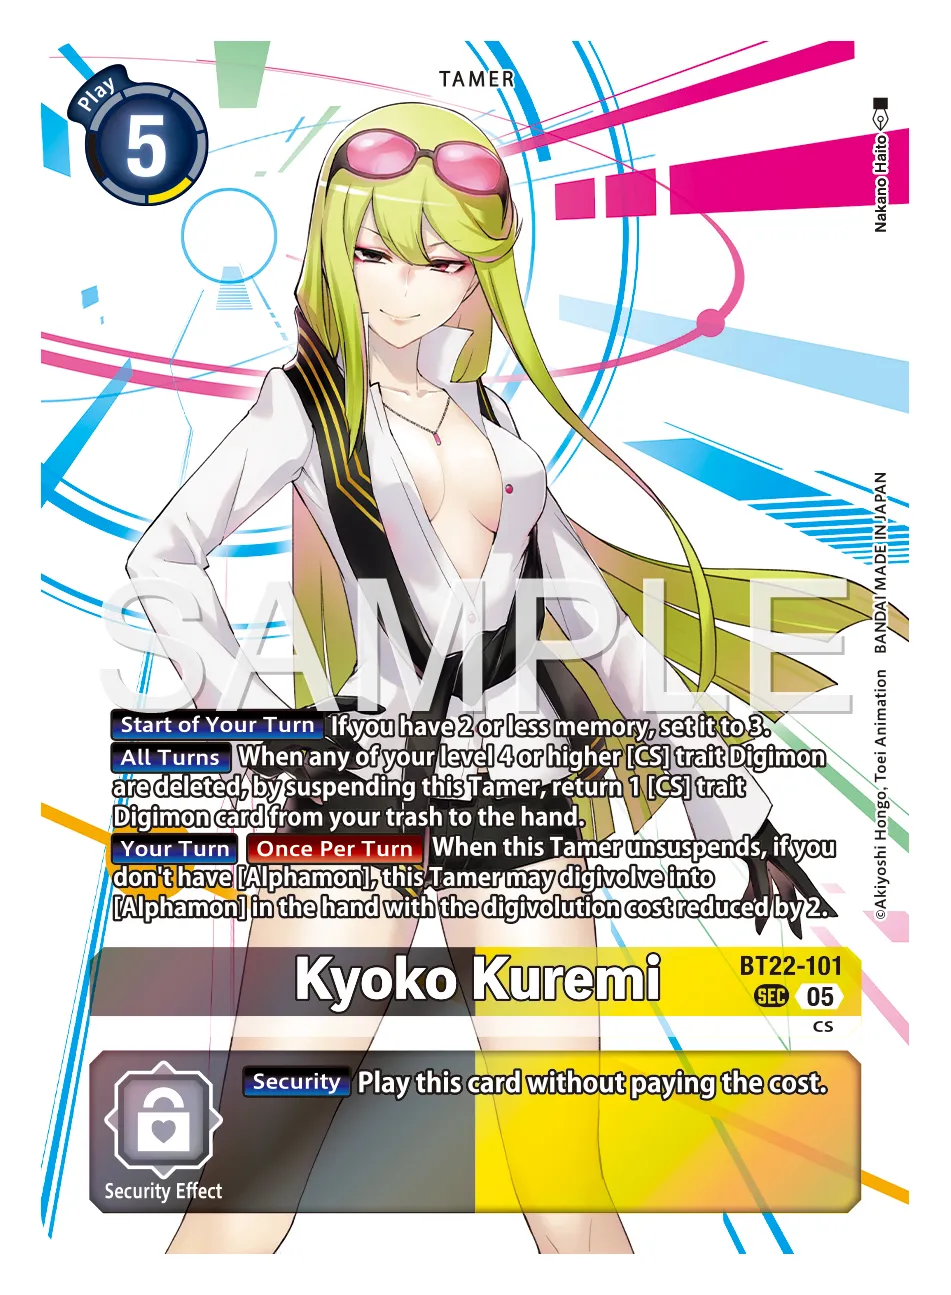 TAMER
Play
5
Nakano Haito
SAMPLE
Start of Your Turn If you have 2 or less memory, set it to 3.
All Turns When any of your level 4 or higher [CS] trait Digimon
are deleted, by suspending this Tamer, return 1 [CS] trait
Digimon card from your trash to the hand.
Your Turn Once Per Turn When this Tamer unsuspends, if you
don't have [Alphamon], this Tamer may digivolve into
[Alphamon] in the hand with the digivolution cost reduced by 2.
©Akiyoshi Hongo, Toei Animation BANDAI MADE IN JAPAN
Kyoko Kuremi
BT22-101
SEC 05
CS
Security Play this card without paying the cost.
Security Effect